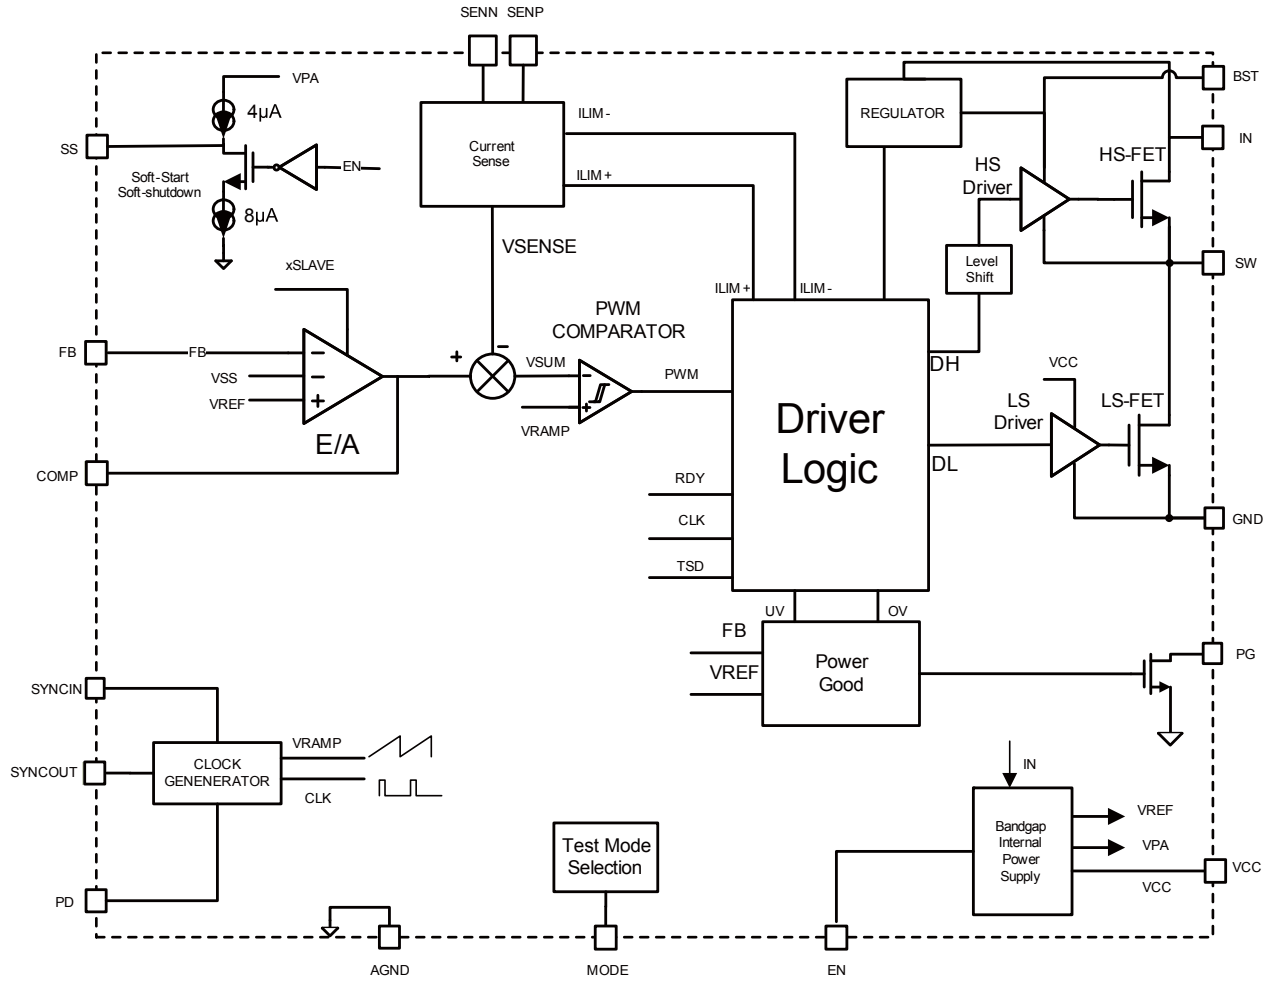 SENN SENP
VPA
4µA
SS
Soft-Start
Soft-shutdown
EN
8µA
Current
Sense
ILIM -
ILIM +
REGULATOR
BST
IN
HS-FET
HS
Driver
Level
Shift
SW
VSENSE
xSLAVE
ILIM +
ILIM -
PWM
COMPARATOR
FB
FB
VSS
VREF
E/A
+
−
VSUM
VRAMP
PWM
Driver
Logic
DH
VCC
LS
Driver
LS-FET
DL
COMP
RDY
CLK
TSD
GND
UV
OV
FB
VREF
Power
Good
PG
SYNCIN
SYNCOUT
CLOCK
GENENERATOR
VRAMP
CLK
PD
Test Mode
Selection
IN
Bandgap
Internal
Power
Supply
VREF
VPA
VCC
VCC
AGND
MODE
EN